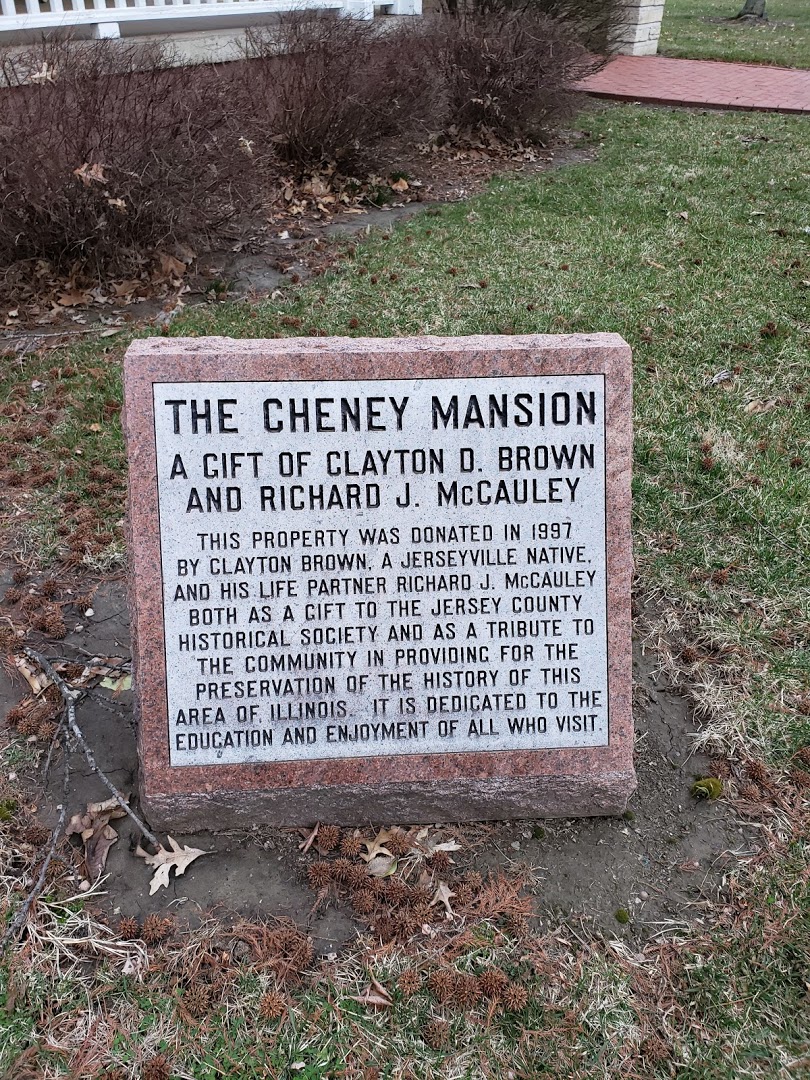 THE CHENEY MANSION
A GIFT OF CLAYTON D. BROWN
AND RICHARD J. McCAULEY
THIS PROPERTY WAS DONATED IN 1997
BY CLAYTON BROWN, A JERSEYVILLE NATIVE,
AND HIS LIFE PARTNER RICHARD J. McCAULEY
BOTH AS A GIFT TO THE JERSEY COUNTY
HISTORICAL SOCIETY AND AS A TRIBUTE TO
THE COMMUNITY IN PROVIDING FOR THE
PRESERVATION OF THE HISTORY OF THIS
AREA OF ILLINOIS. IT IS DEDICATED TO THE
EDUCATION AND ENJOYMENT OF ALL WHO VISIT.